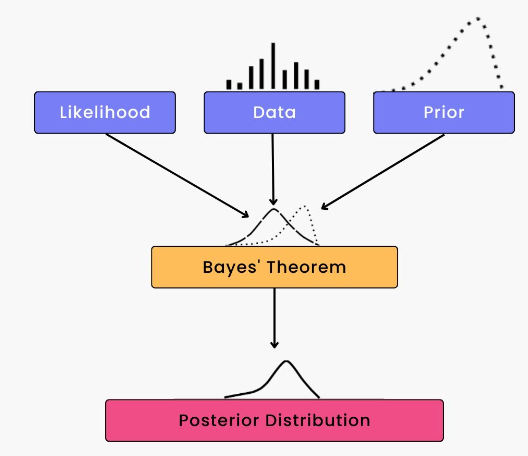 Likelihood
Data
Prior
Bayes' Theorem
Posterior Distribution